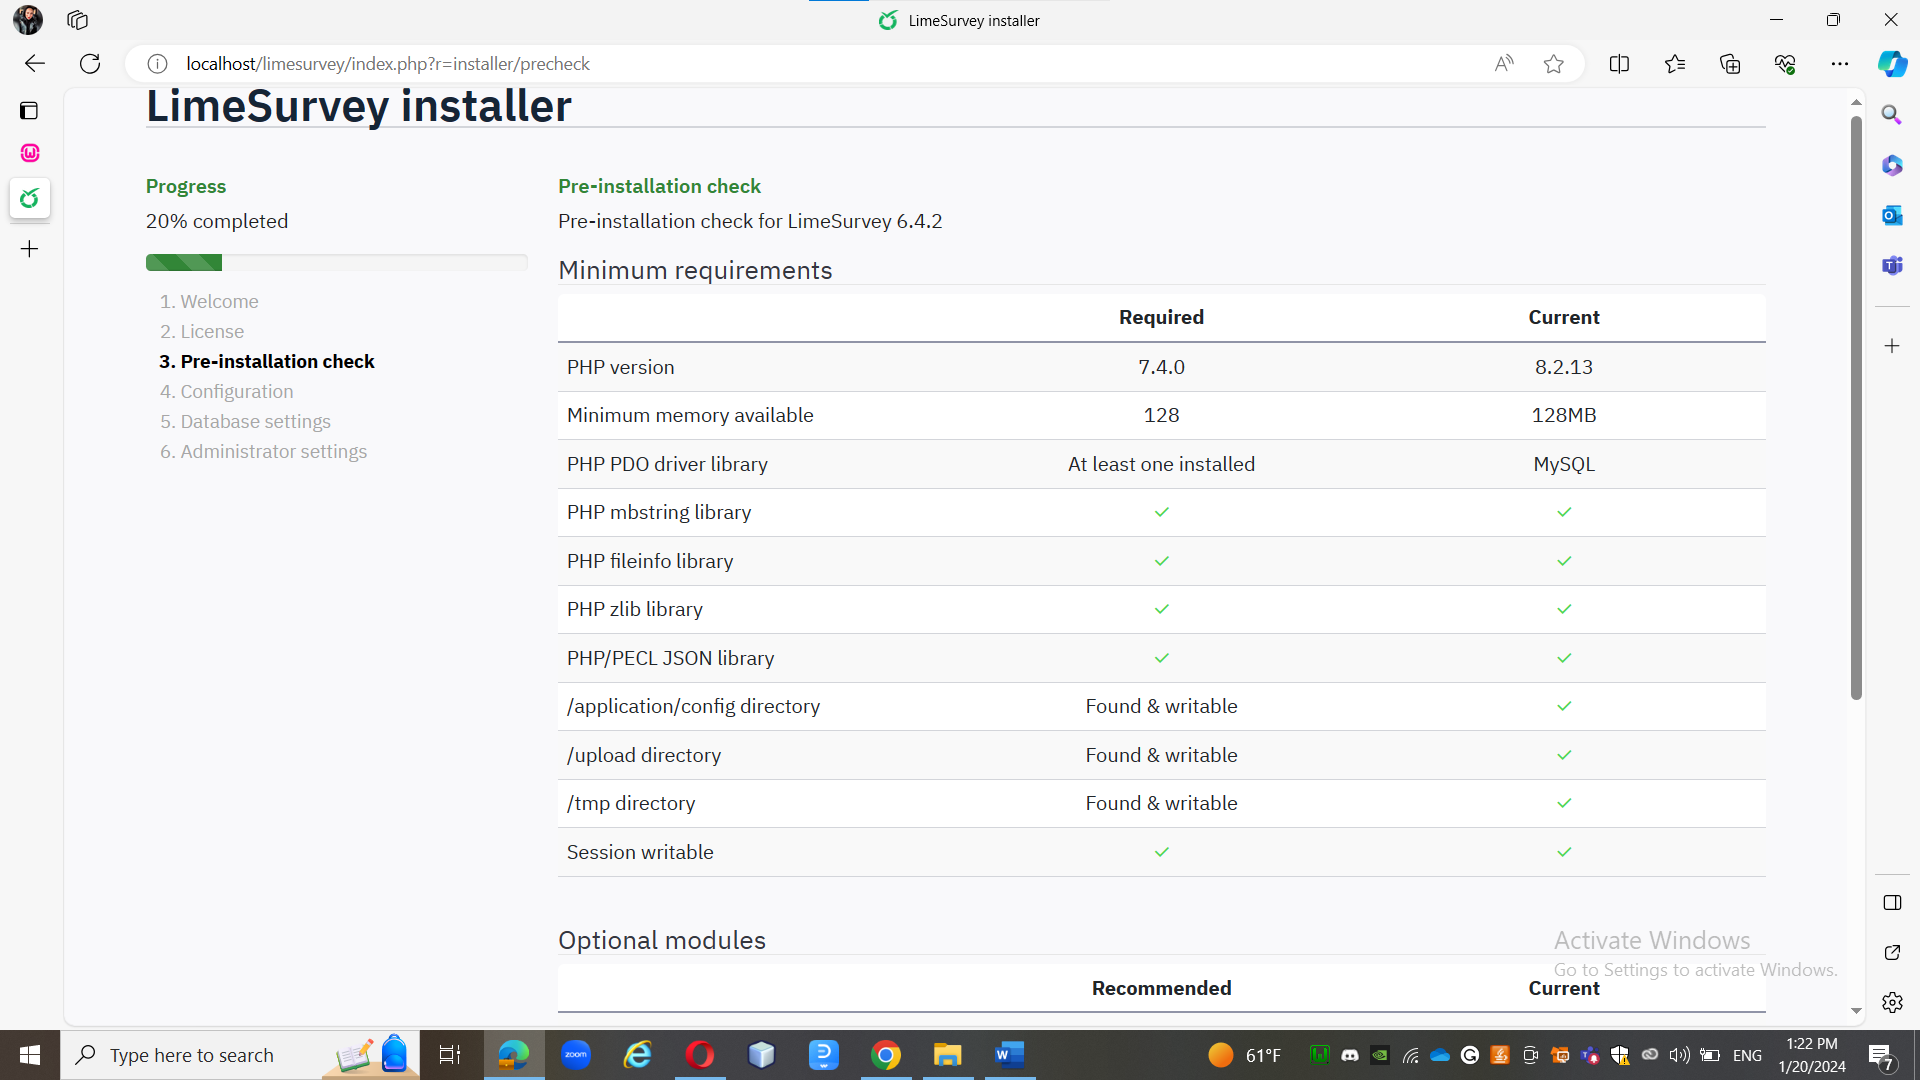 LimeSurvey installer
localhost/limesurvey/index.php?r=installer/precheck
LimeSurvey installer
Progress
20% completed
1. Welcome
2. License
3. Pre-installation check
4. Configuration
5. Database settings
6. Administrator settings
Pre-installation check
Pre-installation check for LimeSurvey 6.4.2
Minimum requirements
Required Current
PHP version 7.4.0 8.2.13
Minimum memory available 128 128MB
PHP PDO driver library At least one installed MySQL
PHP mbstring library
PHP fileinfo library
PHP zlib library
PHP/PECL JSON library
/application/config directory Found & writable
/upload directory Found & writable
/tmp directory Found & writable
Session writable
Optional modules
Recommended Current
Activate Windows
Go to Settings to activate Windows.
Type here to search
zoom
61°F
ENG
1:22 PM
1/20/2024
7